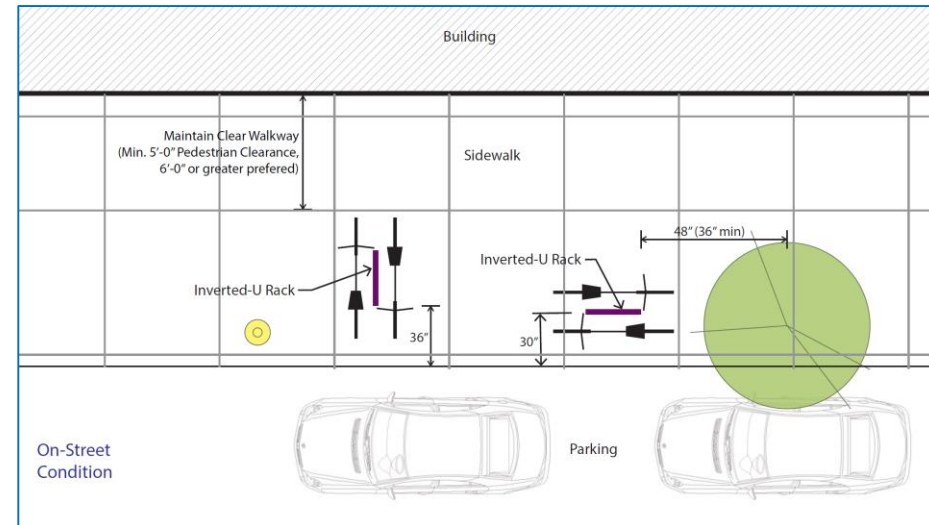 Building
Maintain Clear Walkway
(Min. 5'-0" Pedestrian Clearance,
6'-0" or greater prefered)
Sidewalk
48" (36" min)
Inverted-U Rack
Inverted-U Rack
36"
30"
On-Street
Condition
Parking